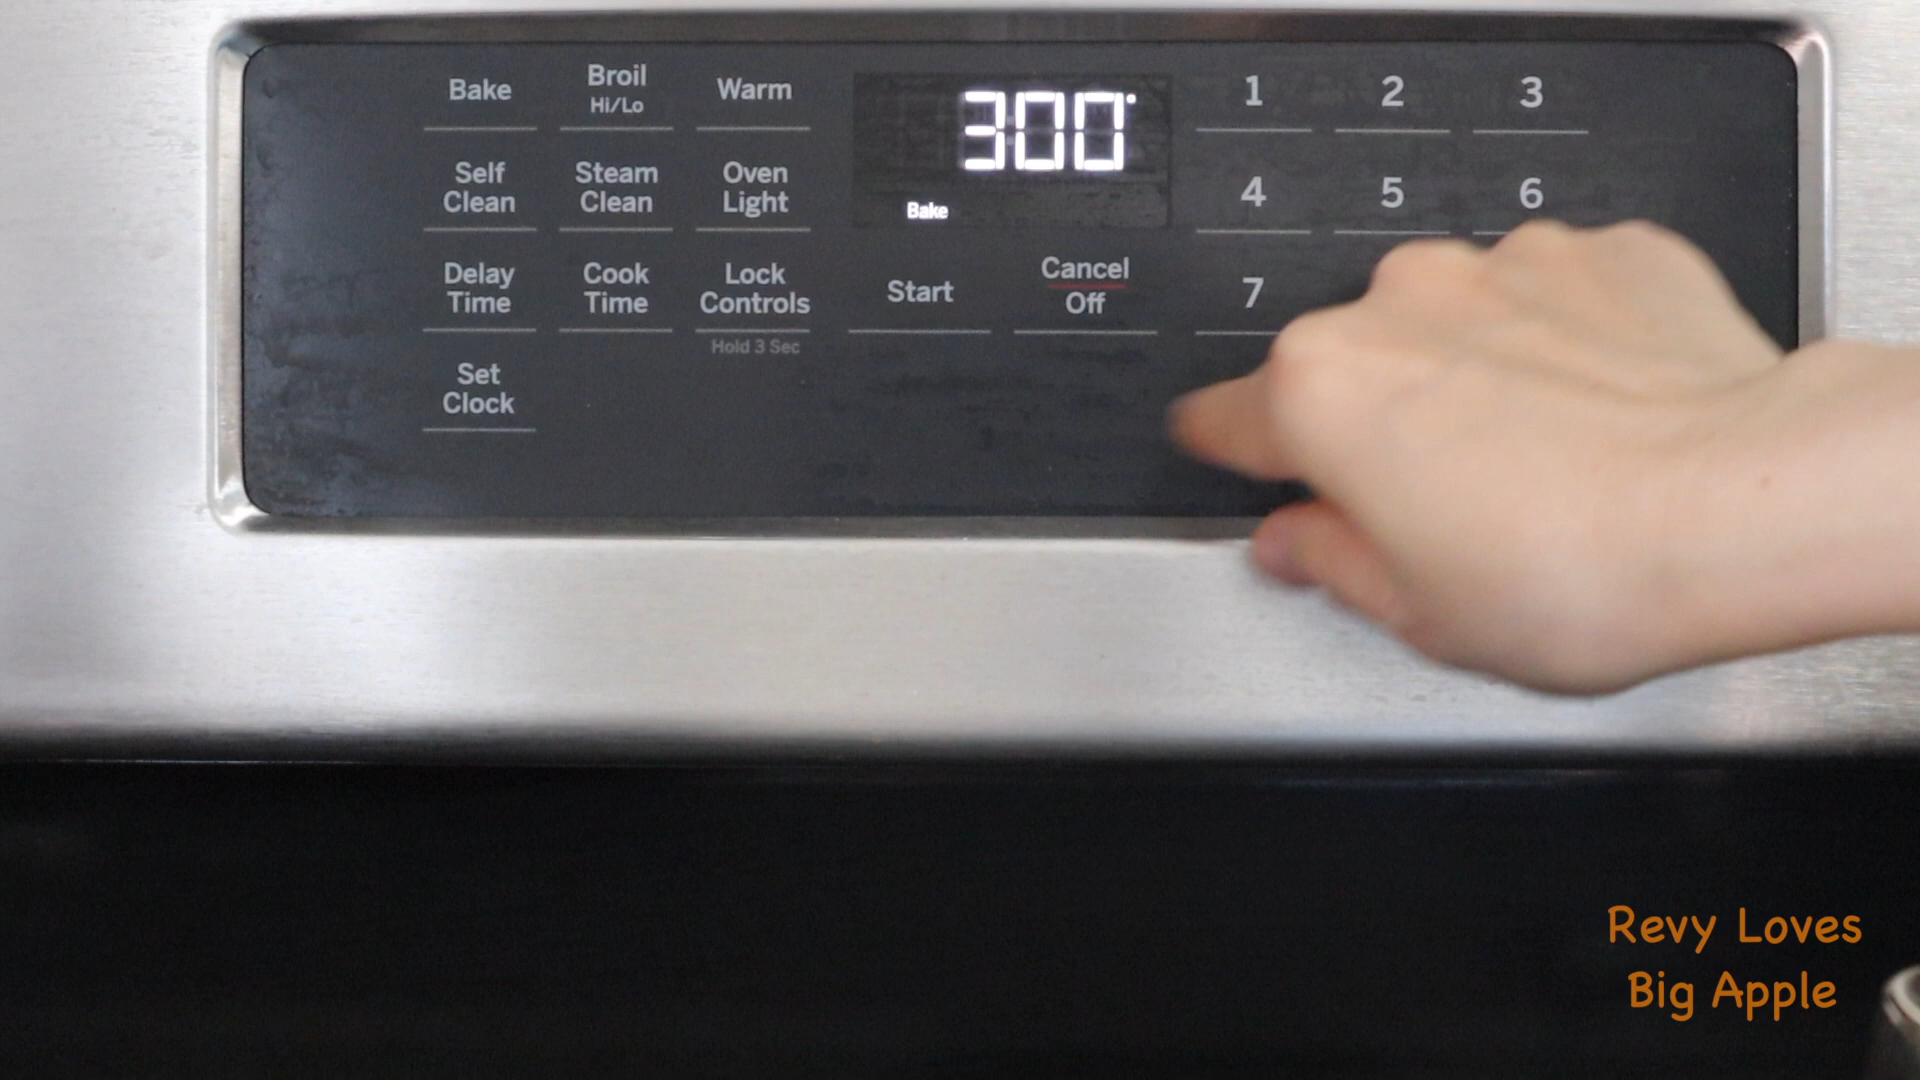 Bake
Broil
Hi/Lo
Warm
300°
Bake
1
2
3
Self
Clean
Steam
Clean
Oven
Light
4
5
6
Delay
Time
Cook
Time
Lock
Controls
Hold 3 Sec
Start
Cancel
Off
7
Set
Clock
Revy Loves
Big Apple